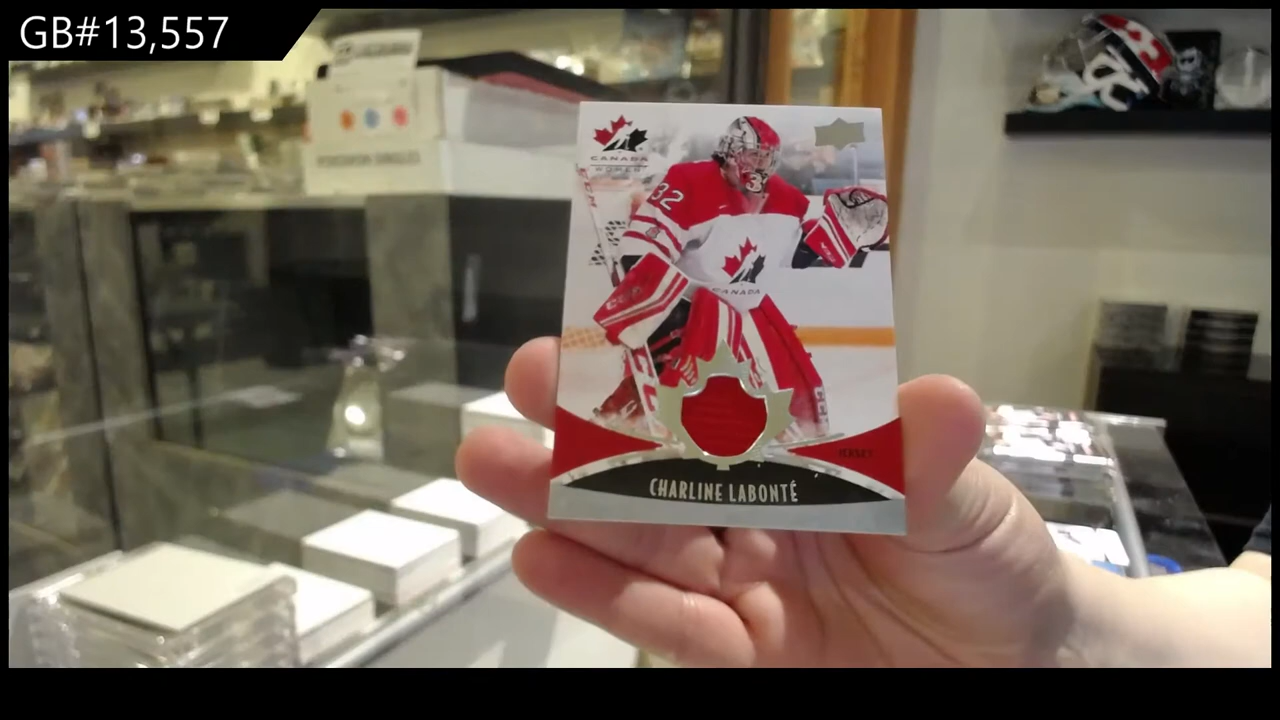 GB#13,557
CANADA
32
CANADA
JERSEY
CHARLINE LABONTÉ